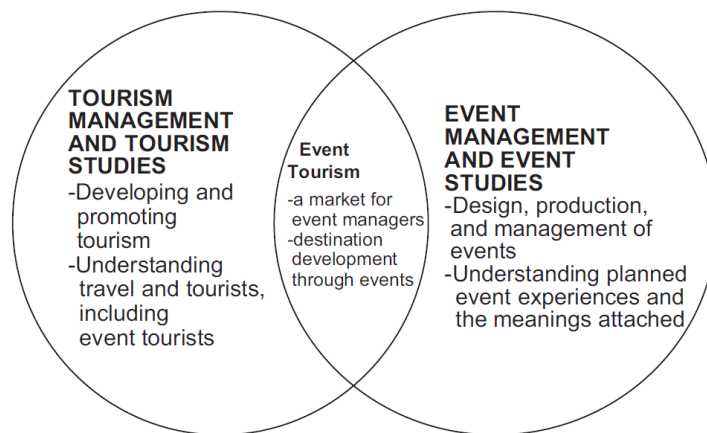 TOURISM
MANAGEMENT
AND TOURISM
STUDIES
-Developing and
promoting
tourism
-Understanding
travel and tourists,
including
event tourists
Event
Tourism
-a market for
event managers
-destination
development
through events
EVENT
MANAGEMENT
AND EVENT
STUDIES
-Design, production,
and management of
events
-Understanding planned
event experiences and
the meanings attached